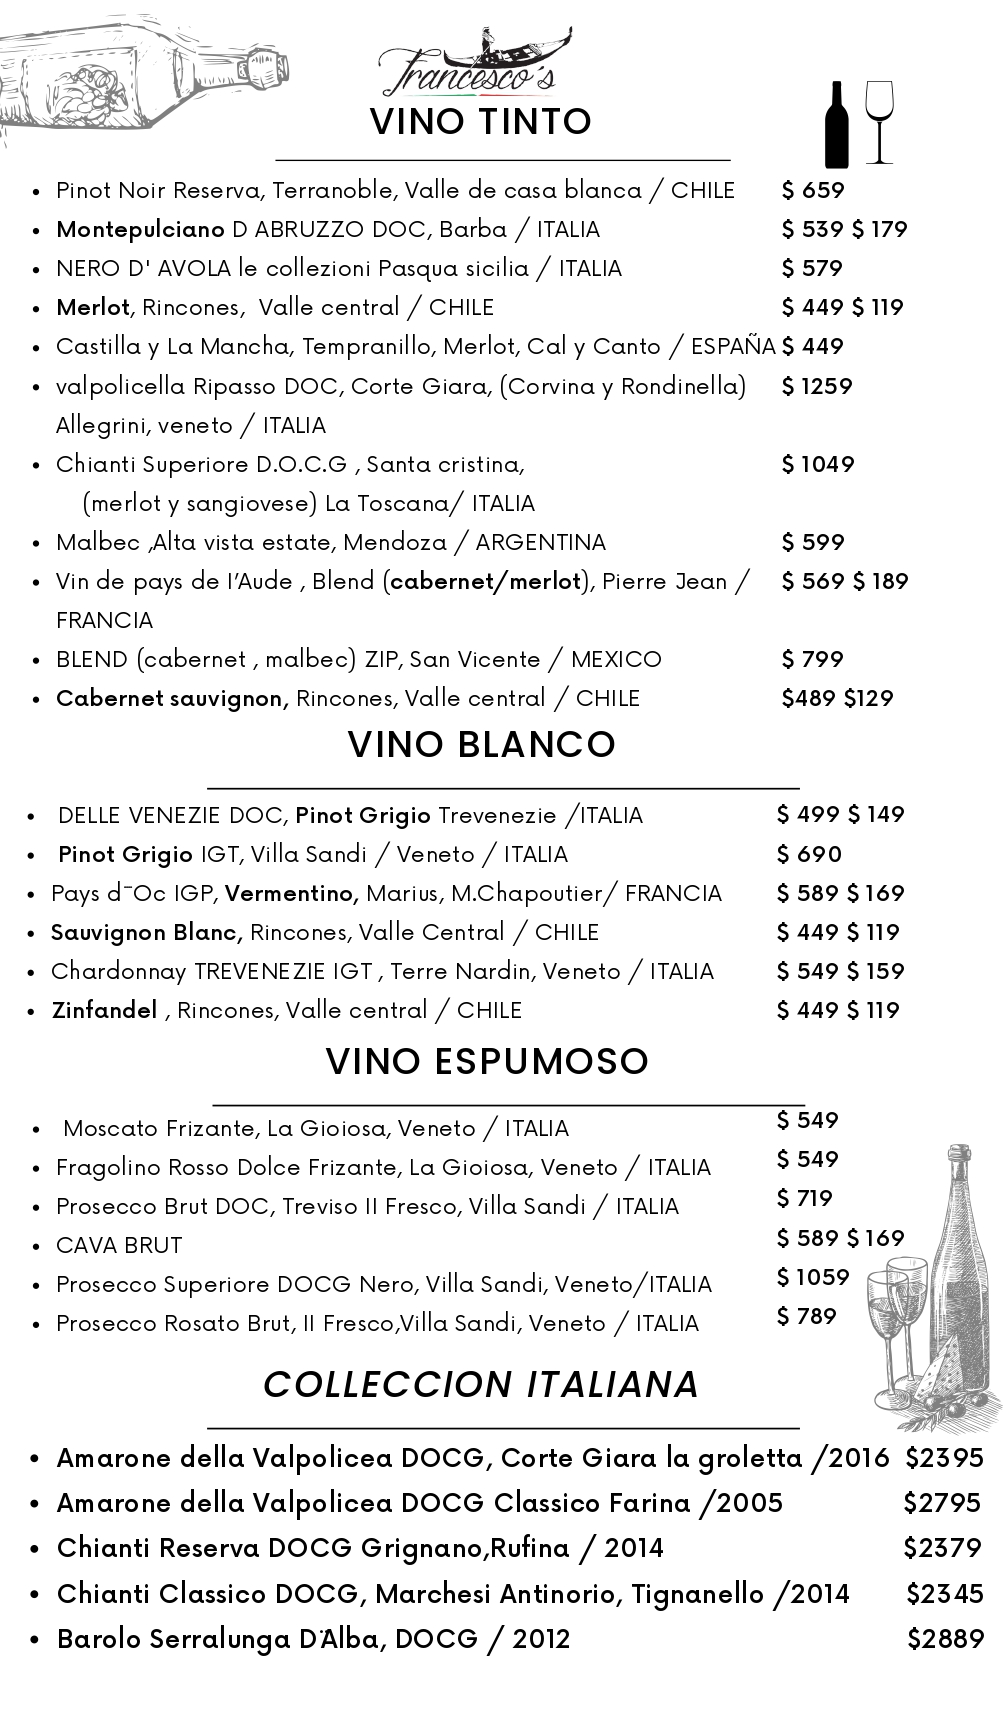 Francesco's
VINO TINTO
• Pinot Noir Reserva, Terranoble, Valle de casa blanca / CHILE $ 659
• Montepulciano D ABRUZZO DOC, Barba / ITALIA $ 539 $ 179
• NERO D' AVOLA le collezioni Pasqua sicilia / ITALIA $ 579
• Merlot, Rincones, Valle central / CHILE $ 449 $ 119
• Castilla y La Mancha, Tempranillo, Merlot, Cal y Canto / ESPAÑA $ 449
• valpolicella Ripasso DOC, Corte Giara, (Corvina y Rondinella) $ 1259
Allegrini, veneto / ITALIA
• Chianti Superiore D.O.C.G , Santa cristina, $ 1049
(merlot y sangiovese) La Toscana/ ITALIA
• Malbec ,Alta vista estate, Mendoza / ARGENTINA $ 599
• Vin de pays de l’Aude , Blend (cabernet/merlot), Pierre Jean / $ 569 $ 189
FRANCIA
• BLEND (cabernet , malbec) ZIP, San Vicente / MEXICO $ 799
• Cabernet sauvignon, Rincones, Valle central / CHILE $489 $129
VINO BLANCO
• DELLE VENEZIE DOC, Pinot Grigio Trevenezie /ITALIA $ 499 $ 149
• Pinot Grigio IGT, Villa Sandi / Veneto / ITALIA $ 690
• Pays d¯Oc IGP, Vermentino, Marius, M.Chapoutier/ FRANCIA $ 589 $ 169
• Sauvignon Blanc, Rincones, Valle Central / CHILE $ 449 $ 119
• Chardonnay TREVENEZIE IGT , Terre Nardin, Veneto / ITALIA $ 549 $ 159
• Zinfandel , Rincones, Valle central / CHILE $ 449 $ 119
VINO ESPUMOSO
• Moscato Frizante, La Gioiosa, Veneto / ITALIA $ 549
• Fragolino Rosso Dolce Frizante, La Gioiosa, Veneto / ITALIA $ 549
• Prosecco Brut DOC, Treviso II Fresco, Villa Sandi / ITALIA $ 719
• CAVA BRUT $ 589 $ 169
• Prosecco Superiore DOCG Nero, Villa Sandi, Veneto/ITALIA $ 1059
• Prosecco Rosato Brut, II Fresco,Villa Sandi, Veneto / ITALIA $ 789
COLLECCION ITALIANA
• Amarone della Valpolicea DOCG, Corte Giara la groletta /2016 $2395
• Amarone della Valpolicea DOCG Classico Farina /2005 $2795
• Chianti Reserva DOCG Grignano,Rufina / 2014 $2379
• Chianti Classico DOCG, Marchesi Antinorio, Tignanello /2014 $2345
• Barolo Serralunga D¨Alba, DOCG / 2012 $2889